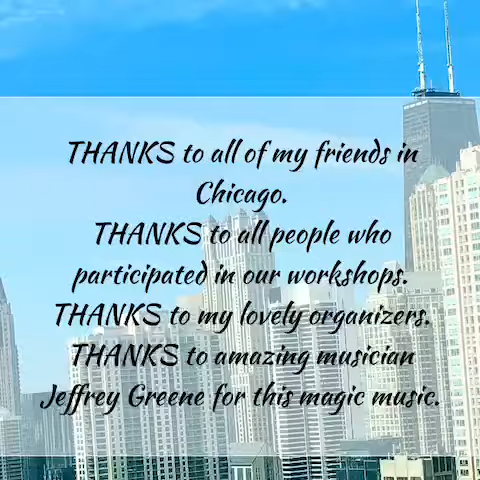 THANKS to all of my friends in
Chicago.
THANKS to all people who
participated in our workshops.
THANKS to my lovely organizers.
THANKS to amazing musician
Jeffrey Greene for this magic music.